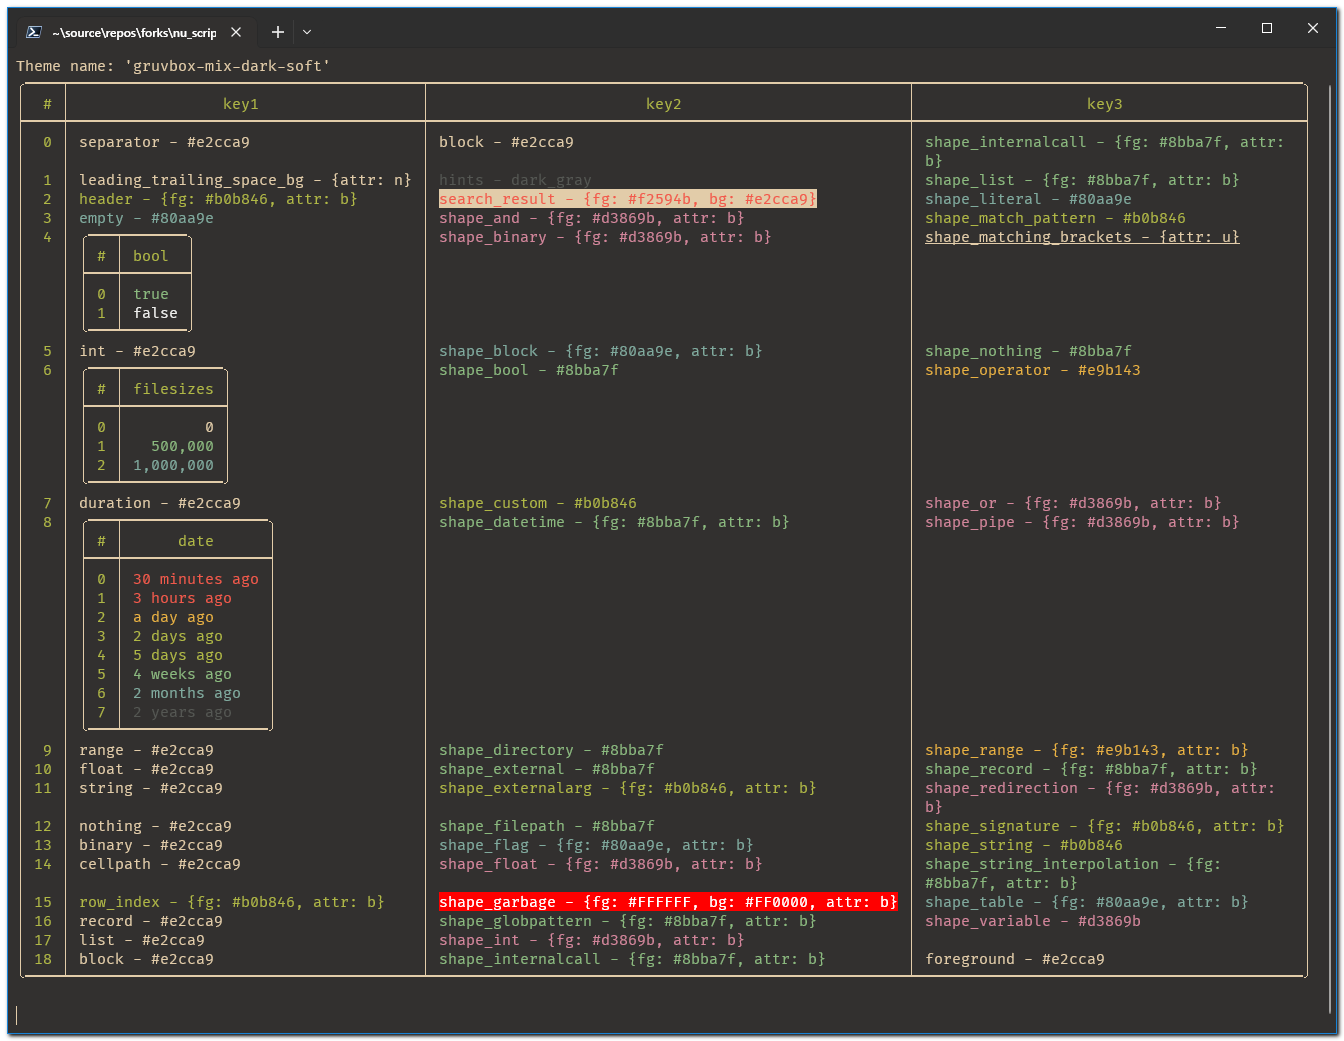 ~\source\repos\forks\nu_scrip
Theme name: 'gruvbox-mix-dark-soft'
# key1 key2 key3
0 separator - #e2cca9 block - #e2cca9 shape_internalcall - {fg: #8bba7f, attr:
b}
1 leading_trailing_space_bg - {attr: n} hints - dark_gray shape_list - {fg: #8bba7f, attr: b}
2 header - {fg: #b0b846, attr: b} search_result - {fg: #f2594b, bg: #e2cca9} shape_literal - #80aa9e
3 empty - #80aa9e shape_and - {fg: #d3869b, attr: b} shape_match_pattern - #b0b846
4 shape_binary - {fg: #d3869b, attr: b} shape_matching_brackets - {attr: u}
# bool
0 true
1 false
5 int - #e2cca9 shape_block - {fg: #80aa9e, attr: b} shape_nothing - #8bba7f
6 shape_bool - #8bba7f shape_operator - #e9b143
# filesizes
0 0
1 500,000
2 1,000,000
7 duration - #e2cca9 shape_custom - #b0b846 shape_or - {fg: #d3869b, attr: b}
8 shape_datetime - {fg: #8bba7f, attr: b} shape_pipe - {fg: #d3869b, attr: b}
# date
0 30 minutes ago
1 3 hours ago
2 a day ago
3 2 days ago
4 5 days ago
5 4 weeks ago
6 2 months ago
7 2 years ago
9 range - #e2cca9 shape_directory - #8bba7f shape_range - {fg: #e9b143, attr: b}
10 float - #e2cca9 shape_external - #8bba7f shape_record - {fg: #8bba7f, attr: b}
11 string - #e2cca9 shape_externalarg - {fg: #b0b846, attr: b} shape_redirection - {fg: #d3869b, attr:
b}
12 nothing - #e2cca9 shape_filepath - #8bba7f shape_signature - {fg: #b0b846, attr: b}
13 binary - #e2cca9 shape_flag - {fg: #80aa9e, attr: b} shape_string - #b0b846
14 cellpath - #e2cca9 shape_float - {fg: #d3869b, attr: b} shape_string_interpolation - {fg:
#8bba7f, attr: b}
15 row_index - {fg: #b0b846, attr: b} shape_garbage - {fg: #FFFFFF, bg: #FF0000, attr: b} shape_table - {fg: #80aa9e, attr: b}
16 record - #e2cca9 shape_globpattern - {fg: #8bba7f, attr: b} shape_variable - #d3869b
17 list - #e2cca9 shape_int - {fg: #d3869b, attr: b}
18 block - #e2cca9 shape_internalcall - {fg: #8bba7f, attr: b} foreground - #e2cca9